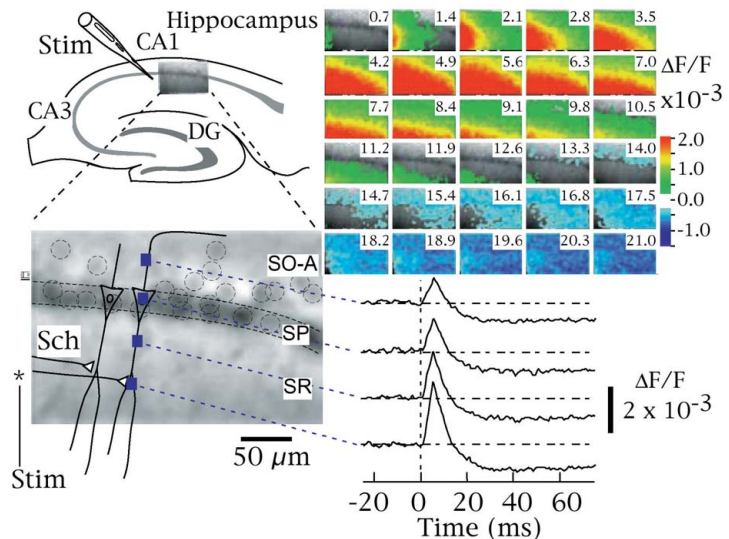 Hippocampus
Stim
CA1
CA3
DG
0.7 1.4 2.1 2.8 3.5
4.2 4.9 5.6 6.3 7.0
7.7 8.4 9.1 9.8 10.5
11.2 11.9 12.6 13.3 14.0
14.7 15.4 16.1 16.8 17.5
18.2 18.9 19.6 20.3 21.0
ΔF/F
x10⁻³
2.0
-0.0
-1.0
SO-A
SP
SR
Sch
*
Stim
50 µm
ΔF/F
2 x 10⁻³
-20 0 20 40 60
Time (ms)